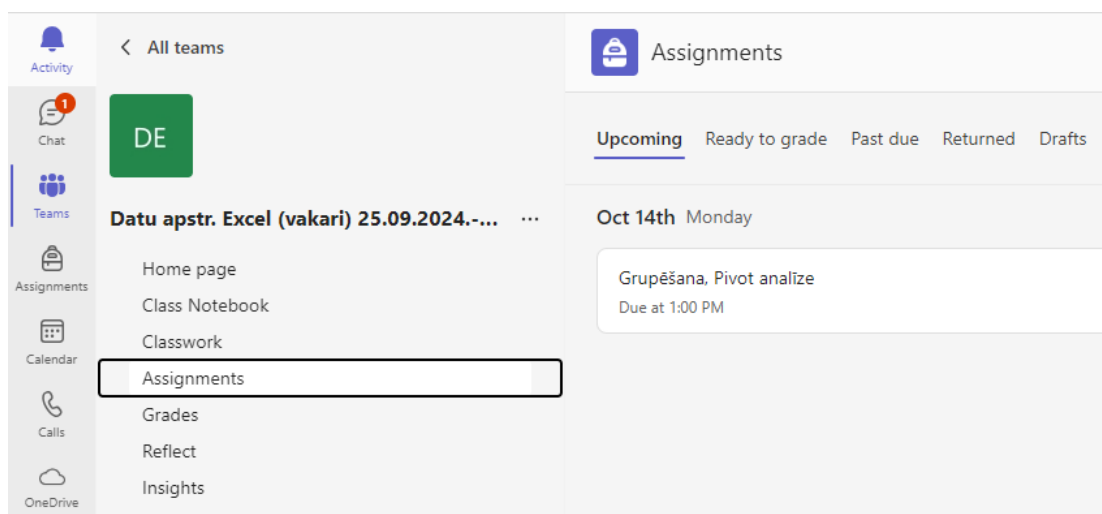 Activity
1
Chat
Teams
Assignments
Calendar
Calls
OneDrive
All teams
DE
Datu apstr. Excel (vakari) 25.09.2024.-...
Home page
Class Notebook
Classwork
Assignments
Grades
Reflect
Insights
Assignments
Upcoming Ready to grade Past due Returned Drafts
Oct 14th Monday
Grupēšana, Pivot analīze
Due at 1:00 PM